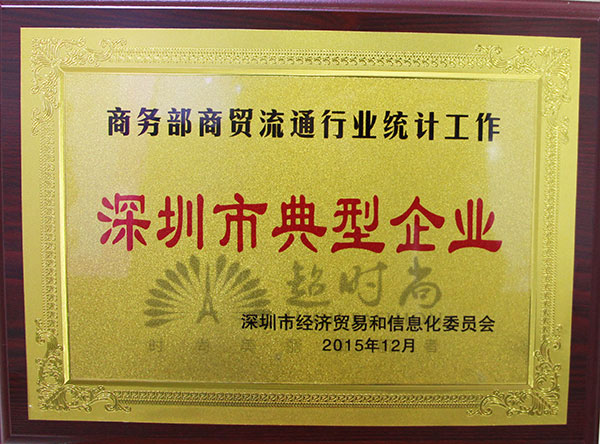 商务部商贸流通行业统计工作
深圳市典型企业
超时尚
深圳市经济贸易和信息化委员会
2015年12月